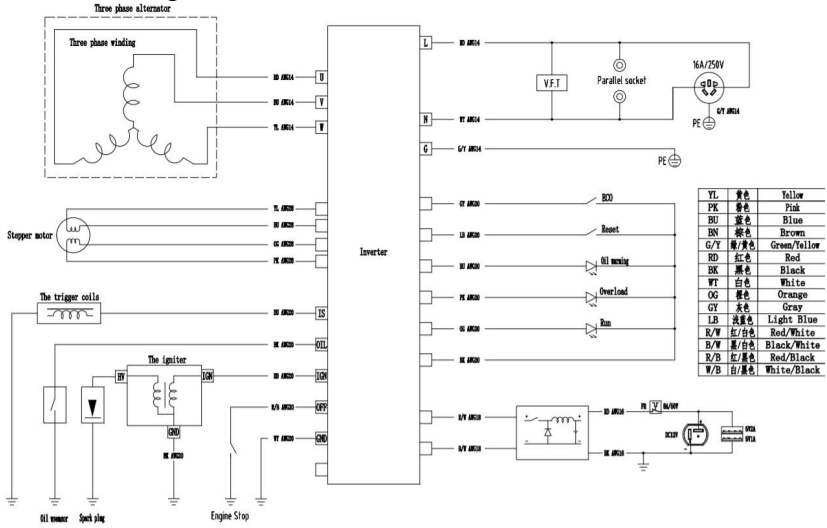 Three phase alternator
Three phase winding
RD AWG14
U
BU AWG14
V
YL AWG14
W
Stepper motor
YL AWG28
BU AWG28
OG AWG28
PK AWG28
The trigger coils
BU AWG20
IS
BK AWG20
OIL
The igniter
HV
IGN
RD AWG20
IGN
R/B AWG20
OFF
GND
WT AWG20
GND
BK AWG20
Oil
Spark plug
Engine Stop
Inverter
L
RD AWG14
V.F.T
Parallel socket
16A/250V
G/Y AWG14
PE
N
WT AWG14
G
G/Y AWG14
PE
GY AWG20
ECO
LB AWG20
Reset
BU AWG20
Oil warning
PK AWG20
Overload
OG AWG20
Run
BK AWG20
R/W AWG18
B/W AWG18
RD AWG16
BK AWG16
DC12V
5V2A
5V1A
YL 黄色 Yellow
PK 粉色 Pink
BU 蓝色 Blue
BN 棕色 Brown
G/Y 绿/黄色 Green/Yellow
RD 红色 Red
BK 黑色 Black
WT 白色 White
OG 橙色 Orange
GY 灰色 Gray
LB 浅蓝色 Light Blue
R/W 红/白色 Red/White
B/W 黑/白色 Black/White
R/B 红/黑色 Red/Black
W/B 白/黑色 White/Black